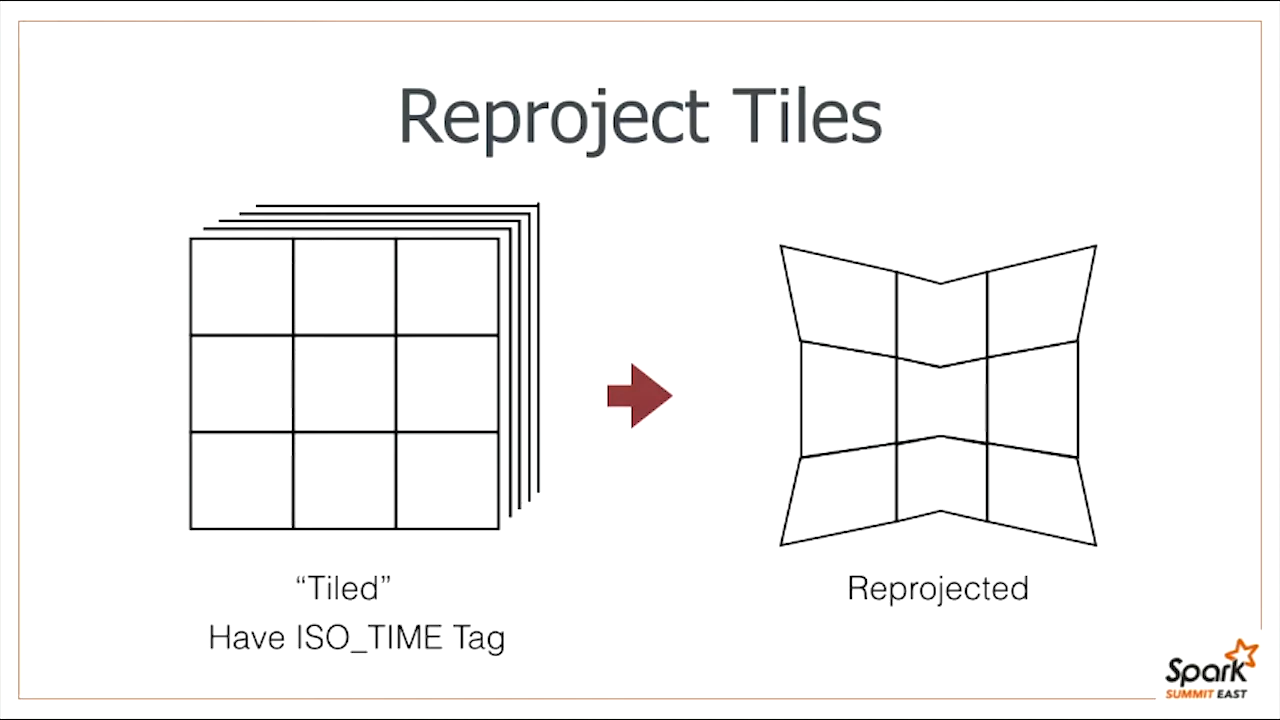 Reproject Tiles
“Tiled”
Have ISO_TIME Tag
Reprojected
Spark
SUMMIT EAST